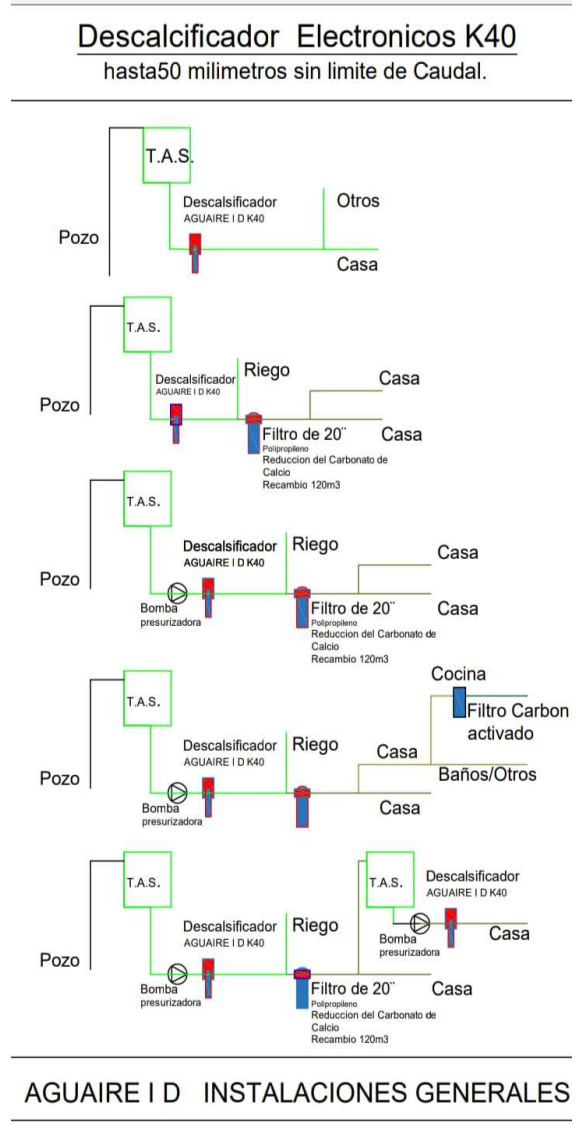 Descalcificador Electronicos K40
hasta50 milimetros sin limite de Caudal.
T.A.S.
Descalsificador
AGUAIRE I D K40
Otros
Pozo
Casa
T.A.S.
Descalsificador
AGUAIRE I D K40
Riego
Casa
Pozo
Filtro de 20¨
Casa
Polipropileno
Reduccion del Carbonato de
Calcio
Recambio 120m3
T.A.S.
Descalsificador
AGUAIRE I D K40
Riego
Casa
Pozo
Bomba
presurizadora
Filtro de 20¨
Casa
Polipropileno
Reduccion del Carbonato de
Calcio
Recambio 120m3
Cocina
T.A.S.
Filtro Carbon
activado
Descalsificador
AGUAIRE I D K40
Riego
Casa
Baños/Otros
Pozo
Bomba
presurizadora
Casa
T.A.S.
T.A.S.
Descalsificador
AGUAIRE I D K40
Descalsificador
AGUAIRE I D K40
Riego
Bomba
presurizadora
Casa
Pozo
Bomba
presurizadora
Filtro de 20¨
Casa
Polipropileno
Reduccion del Carbonato de
Calcio
Recambio 120m3
AGUAIRE I D INSTALACIONES GENERALES